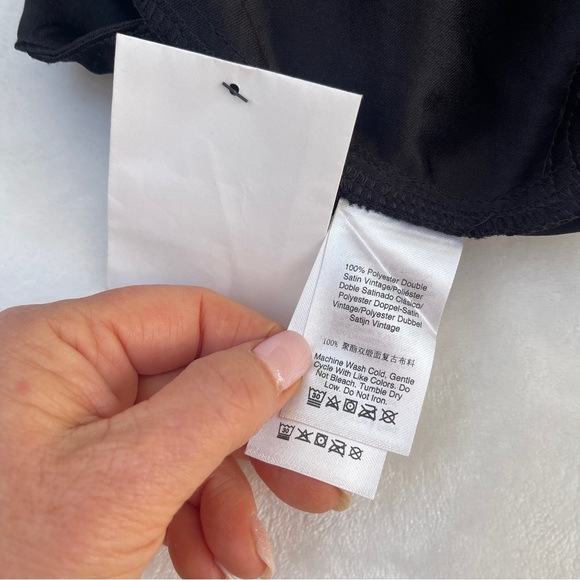 100% Polyester Double
Satin Vintage/Poliéster
Doble Satinado Clásico/
Polyester Doppel-Satin
Vintage/Polyester Dubbel
Satijn Vintage
100% 聚酯双缎面复古布料
Machine Wash Cold, Gentle
Cycle With Like Colors. Do
Not Bleach. Tumble Dry
Low. Do Not Iron.
30
30